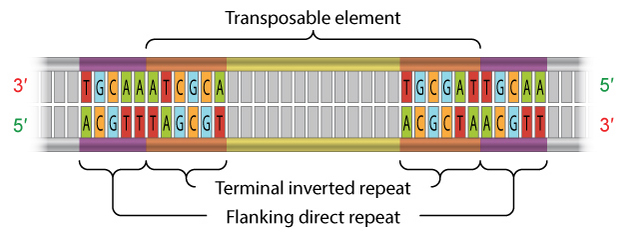 Transposable element
3′ TGCAAATCGCA TGCGATTGCAA 5′
5′ ACGTTTAGCGT ACGCTAACGTT 3′
Terminal inverted repeat
Flanking direct repeat